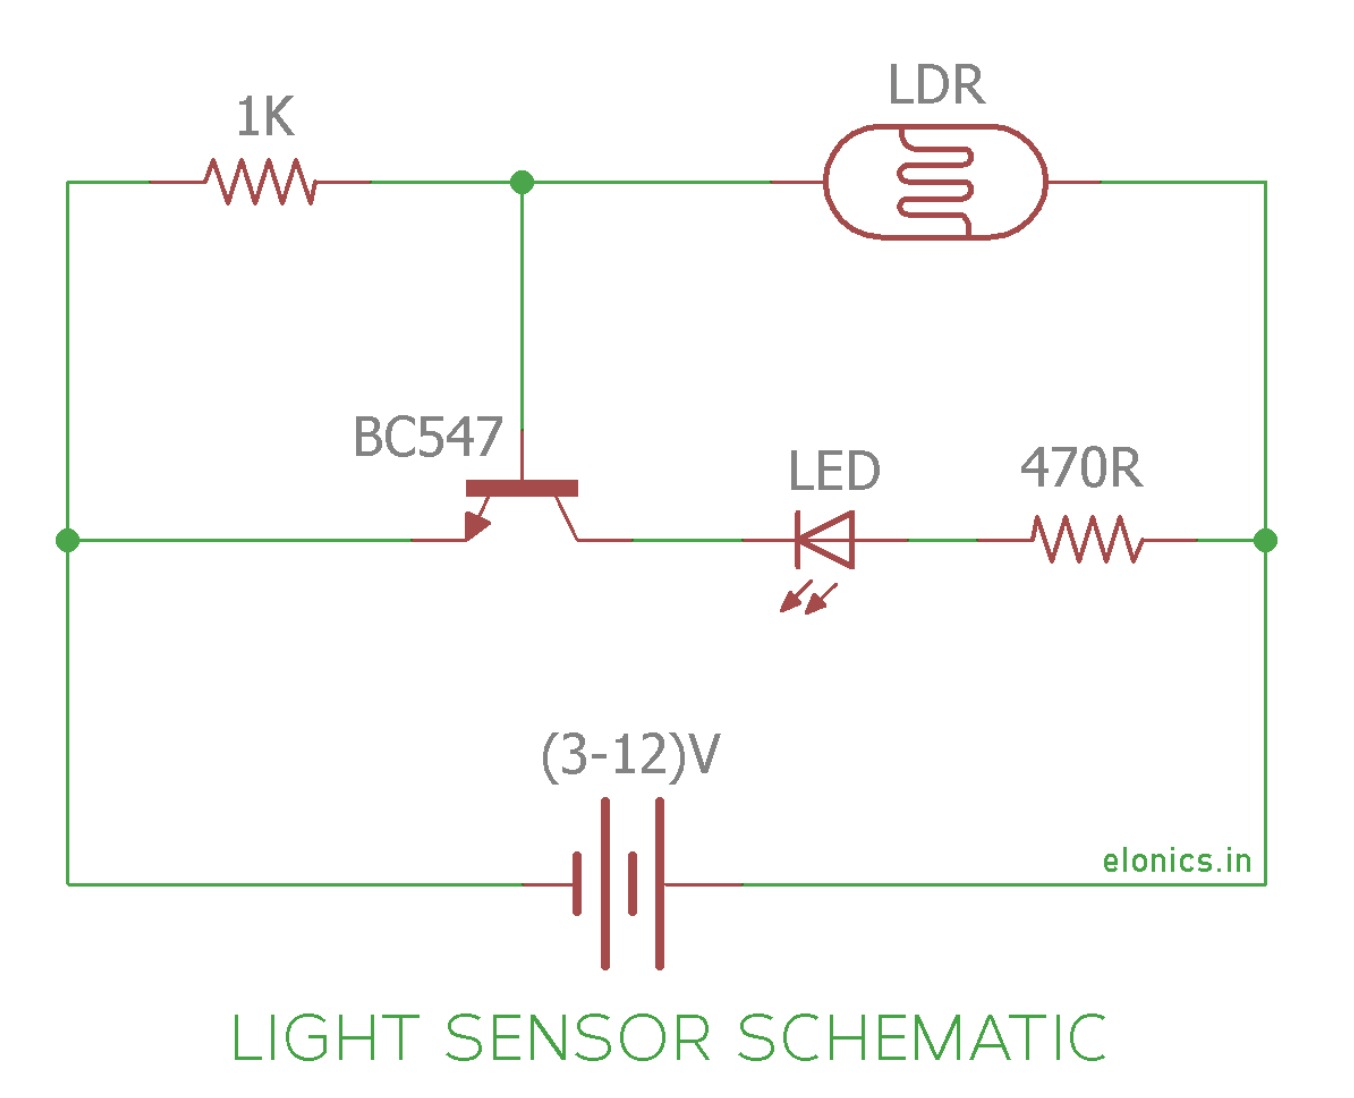 LDR
1K
BC547
LED
470R
(3-12)V
elonics.in
LIGHT SENSOR SCHEMATIC